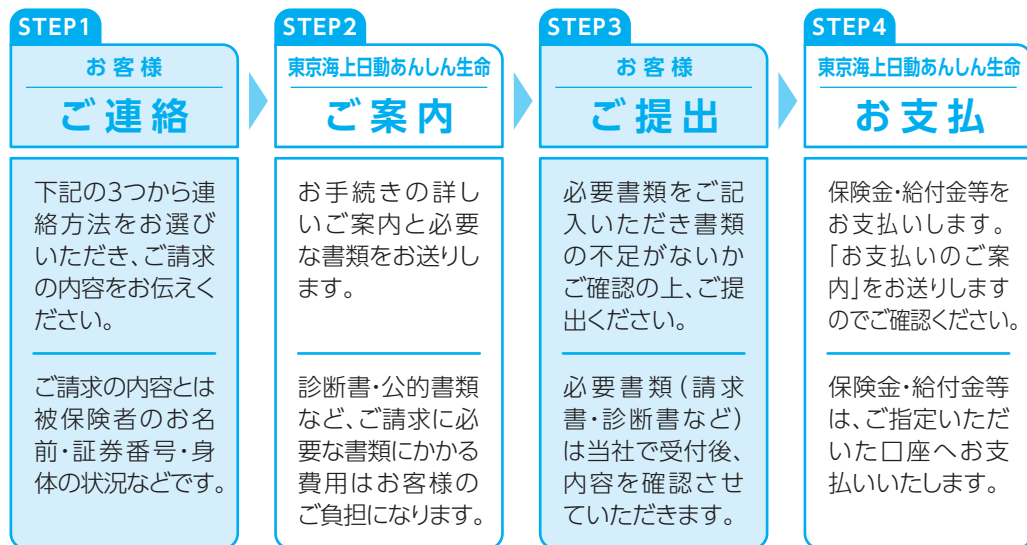 STEP1
お客様
ご連絡
下記の3つから連
絡方法をお選び
いただき、ご請求
の内容をお伝えく
ださい。
ご請求の内容とは
被保険者のお名
前・証券番号・身
体の状況などです。
STEP2
東京海上日動あんしん生命
ご案内
お手続きの詳し
いご案内と必要
な書類をお送りし
ます。
診断書・公的書類
など、ご請求に必
要な書類にかかる
費用はお客様の
ご負担になります。
STEP3
お客様
ご提出
必要書類をご記
入いただき書類
の不足がないか
ご確認の上、ご提
出ください。
必要書類(請求
書・診断書など)
は当社で受付後、
内容を確認させ
ていただきます。
STEP4
東京海上日動あんしん生命
お支払
保険金・給付金等を
お支払いします。
「お支払いのご案
内」をお送りします
のでご確認ください。
保険金・給付金等
は、ご指定いただ
いた口座へお支
払いいたします。